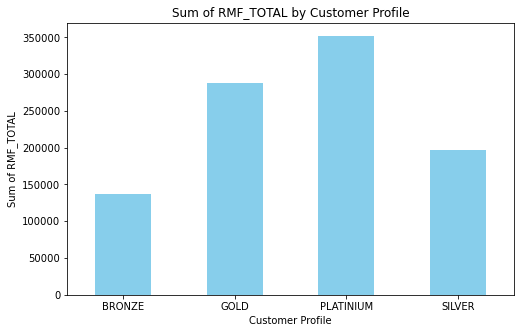 Sum of RMF_TOTAL by Customer Profile
350000
300000
250000
200000
150000
100000
50000
0
Sum of RMF_TOTAL
BRONZE GOLD PLATINIUM SILVER
Customer Profile